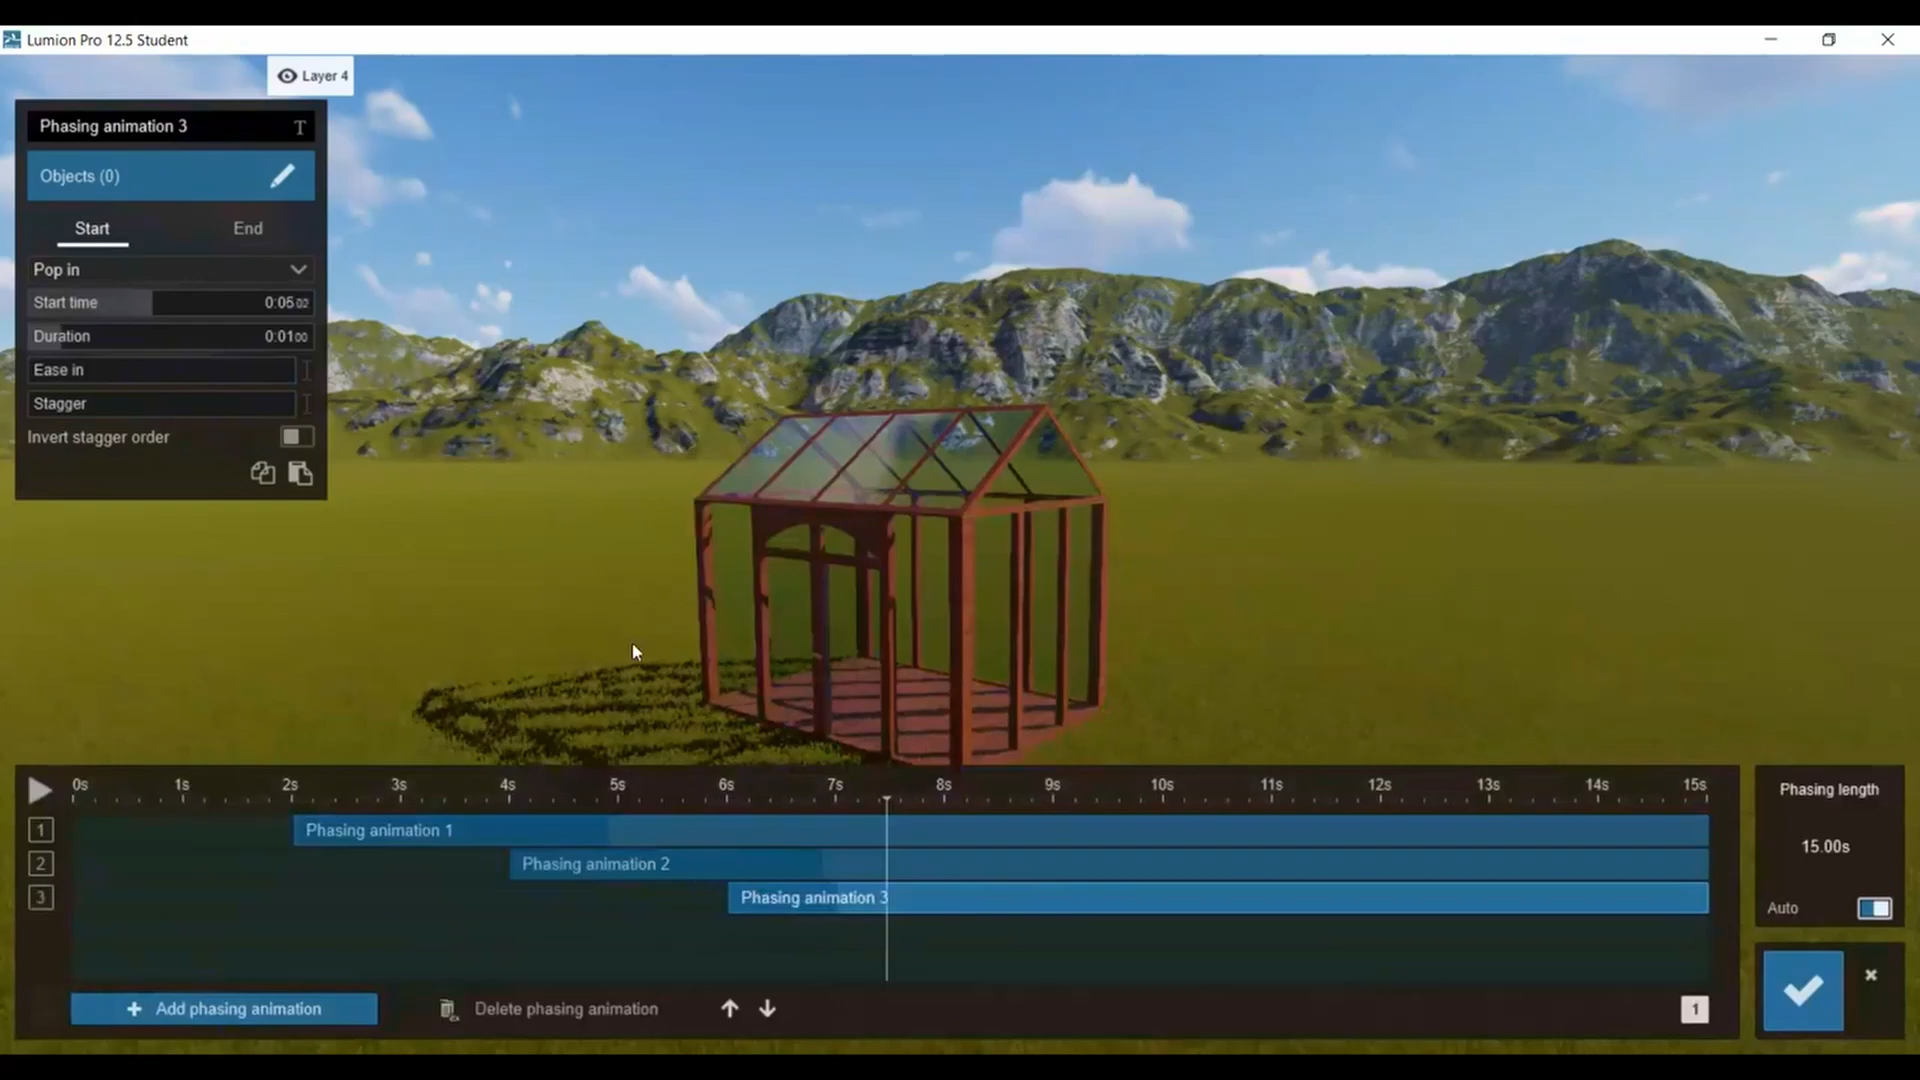 Lumion Pro 12.5 Student
Layer 4
Phasing animation 3 T
Objects (0)
Start End
Pop in
Start time 0:05 02
Duration 0:01 00
Ease in
Stagger
Invert stagger order
0s 1s 2s 3s 4s 5s 6s 7s 8s 9s 10s 11s 12s 13s 14s 15s
1 Phasing animation 1
2 Phasing animation 2
3 Phasing animation 3
+ Add phasing animation Delete phasing animation 1
Phasing length
15.00s
Auto